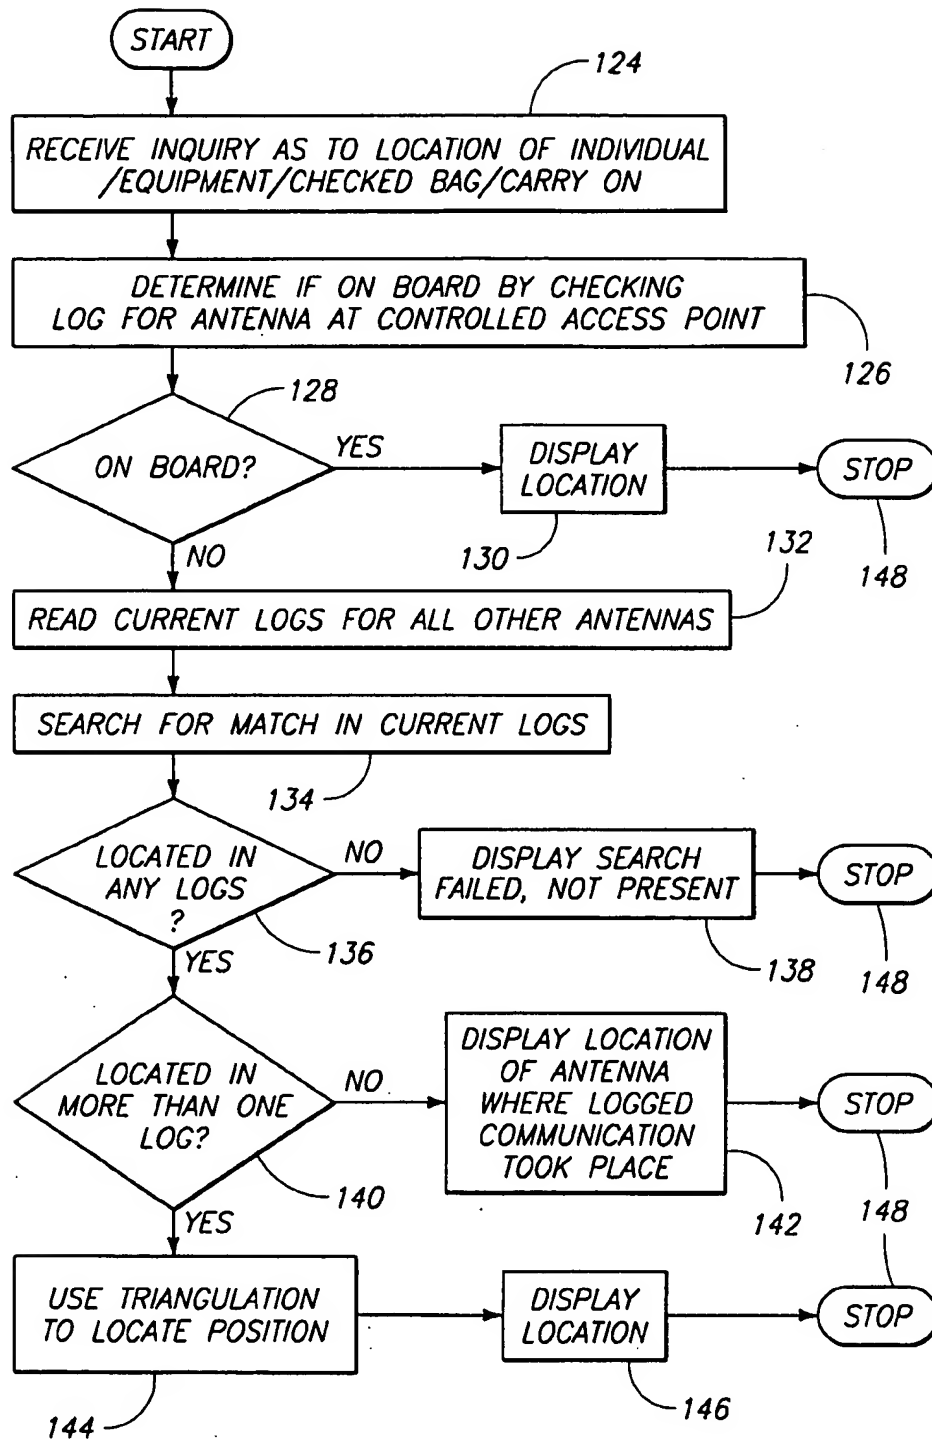 START
124
RECEIVE INQUIRY AS TO LOCATION OF INDIVIDUAL
/EQUIPMENT/CHECKED BAG/CARRY ON
DETERMINE IF ON BOARD BY CHECKING
LOG FOR ANTENNA AT CONTROLLED ACCESS POINT
126
128
ON BOARD?
YES
DISPLAY
LOCATION
STOP
130
148
NO
132
READ CURRENT LOGS FOR ALL OTHER ANTENNAS
SEARCH FOR MATCH IN CURRENT LOGS
134
LOCATED IN
ANY LOGS
?
NO
DISPLAY SEARCH
FAILED, NOT PRESENT
STOP
136
138
148
YES
LOCATED IN
MORE THAN ONE
LOG?
NO
DISPLAY LOCATION
OF ANTENNA
WHERE LOGGED
COMMUNICATION
TOOK PLACE
STOP
140
142
148
YES
USE TRIANGULATION
TO LOCATE POSITION
DISPLAY
LOCATION
STOP
144
146